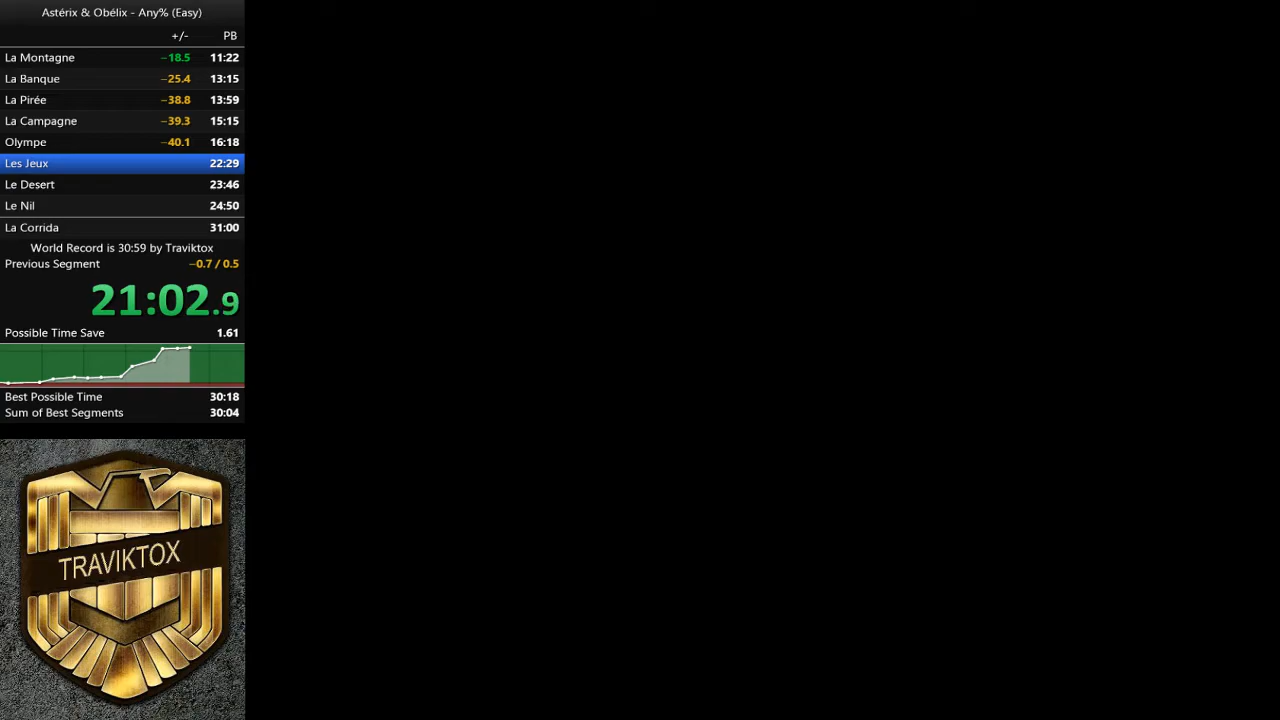 Astérix & Obélix - Any% (Easy)
+/- PB
La Montagne −18.5 11:22
La Banque −25.4 13:15
La Pirée −38.8 13:59
La Campagne −39.3 15:15
Olympe −40.1 16:18
Les Jeux 22:29
Le Desert 23:46
Le Nil 24:50
La Corrida 31:00
World Record is 30:59 by Traviktox
Previous Segment −0.7 / 0.5
21:02.9
Possible Time Save 1.61
Best Possible Time 30:18
Sum of Best Segments 30:04
TRAVIKTOX